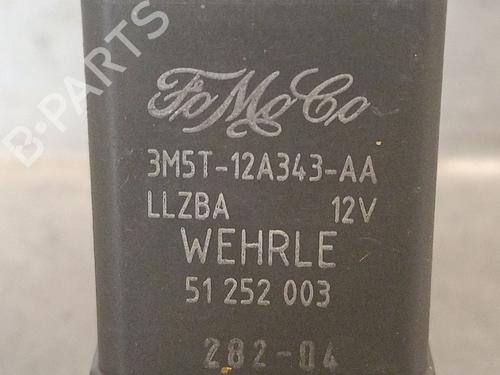 B-PARTS
FoMoCo
3M5T-12A343-AA
LLZBA 12V
WEHRLE
51 252 003
282-04